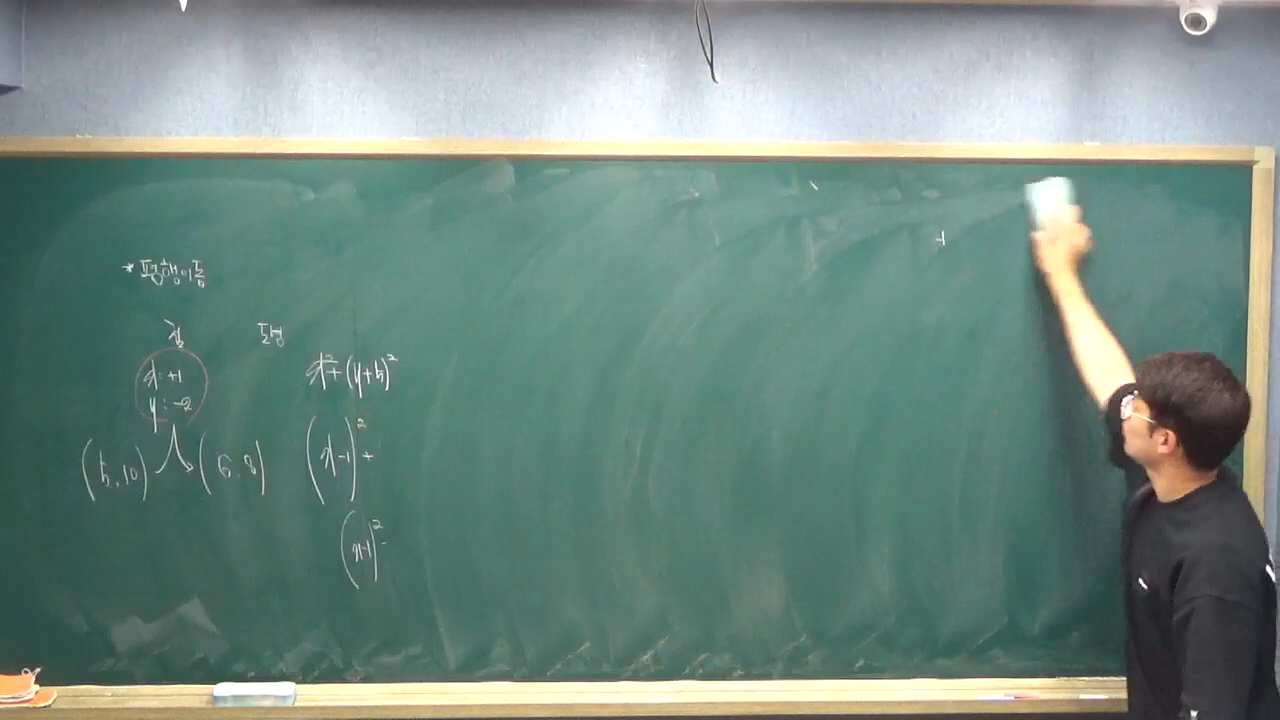 * 평행이동
점 도형
x : +1
y : -2
(5, 10) (6, 8)
x² + (y+5)²
(x-1)² +
(x-1)² -
-1